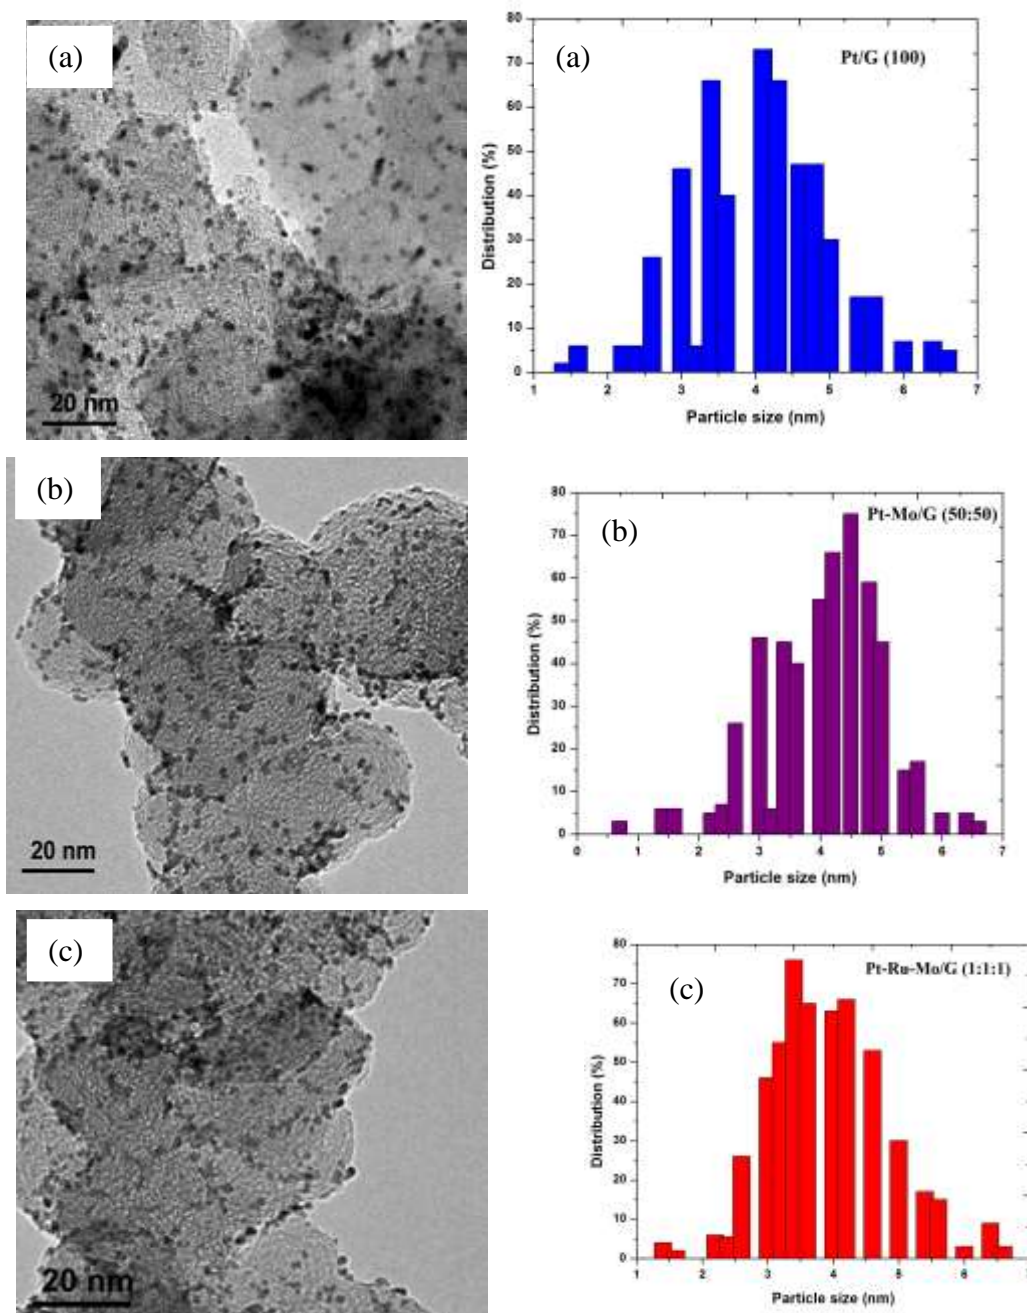 (a)
20 nm
(a)
Pt/G (100)
80
70
60
50
40
30
20
10
0
1 2 3 4 5 6 7
Distribution (%)
Particle size (nm)
(b)
20 nm
(b)
Pt-Mo/G (50:50)
80
70
60
50
40
30
20
10
0
0 1 2 3 4 5 6 7
Distribution (%)
Particle size (nm)
(c)
20 nm
(c)
Pt-Ru-Mo/G (1:1:1)
80
70
60
50
40
30
20
10
0
1 2 3 4 5 6
Distribution (%)
Particle size (nm)